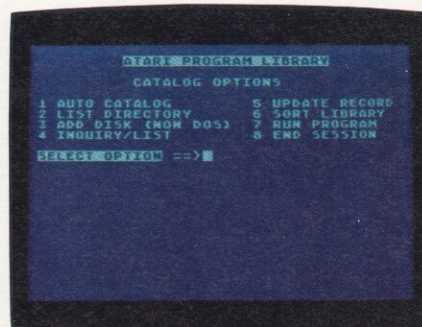 ATARI PROGRAM LIBRARY
CATALOG OPTIONS
1 AUTO CATALOG 5 UPDATE RECORD
2 LIST DIRECTORY 6 SORT LIBRARY
3 ADD DISK (NON DOS) 7 RUN PROGRAM
4 INQUIRY/LIST 8 END SESSION
SELECT OPTION ==>